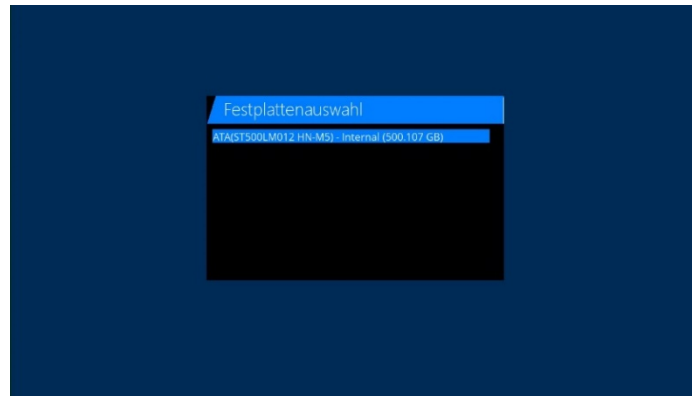 Festplattenauswahl
ATA(ST500LM012 HN-M5) - Internal (500.107 GB)